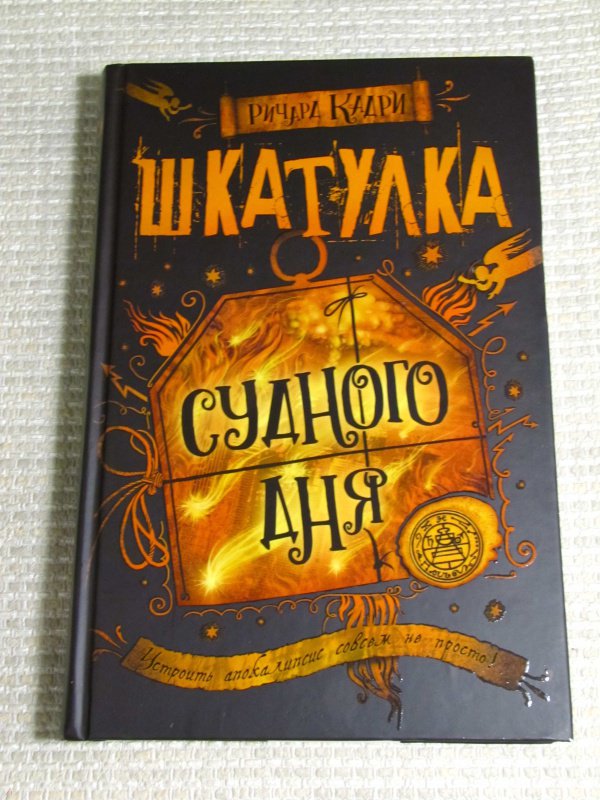 Ричард Кадри
ШКАТУЛКА
СУДНОГО
ДНЯ
Устроить апокалипсис совсем не просто!